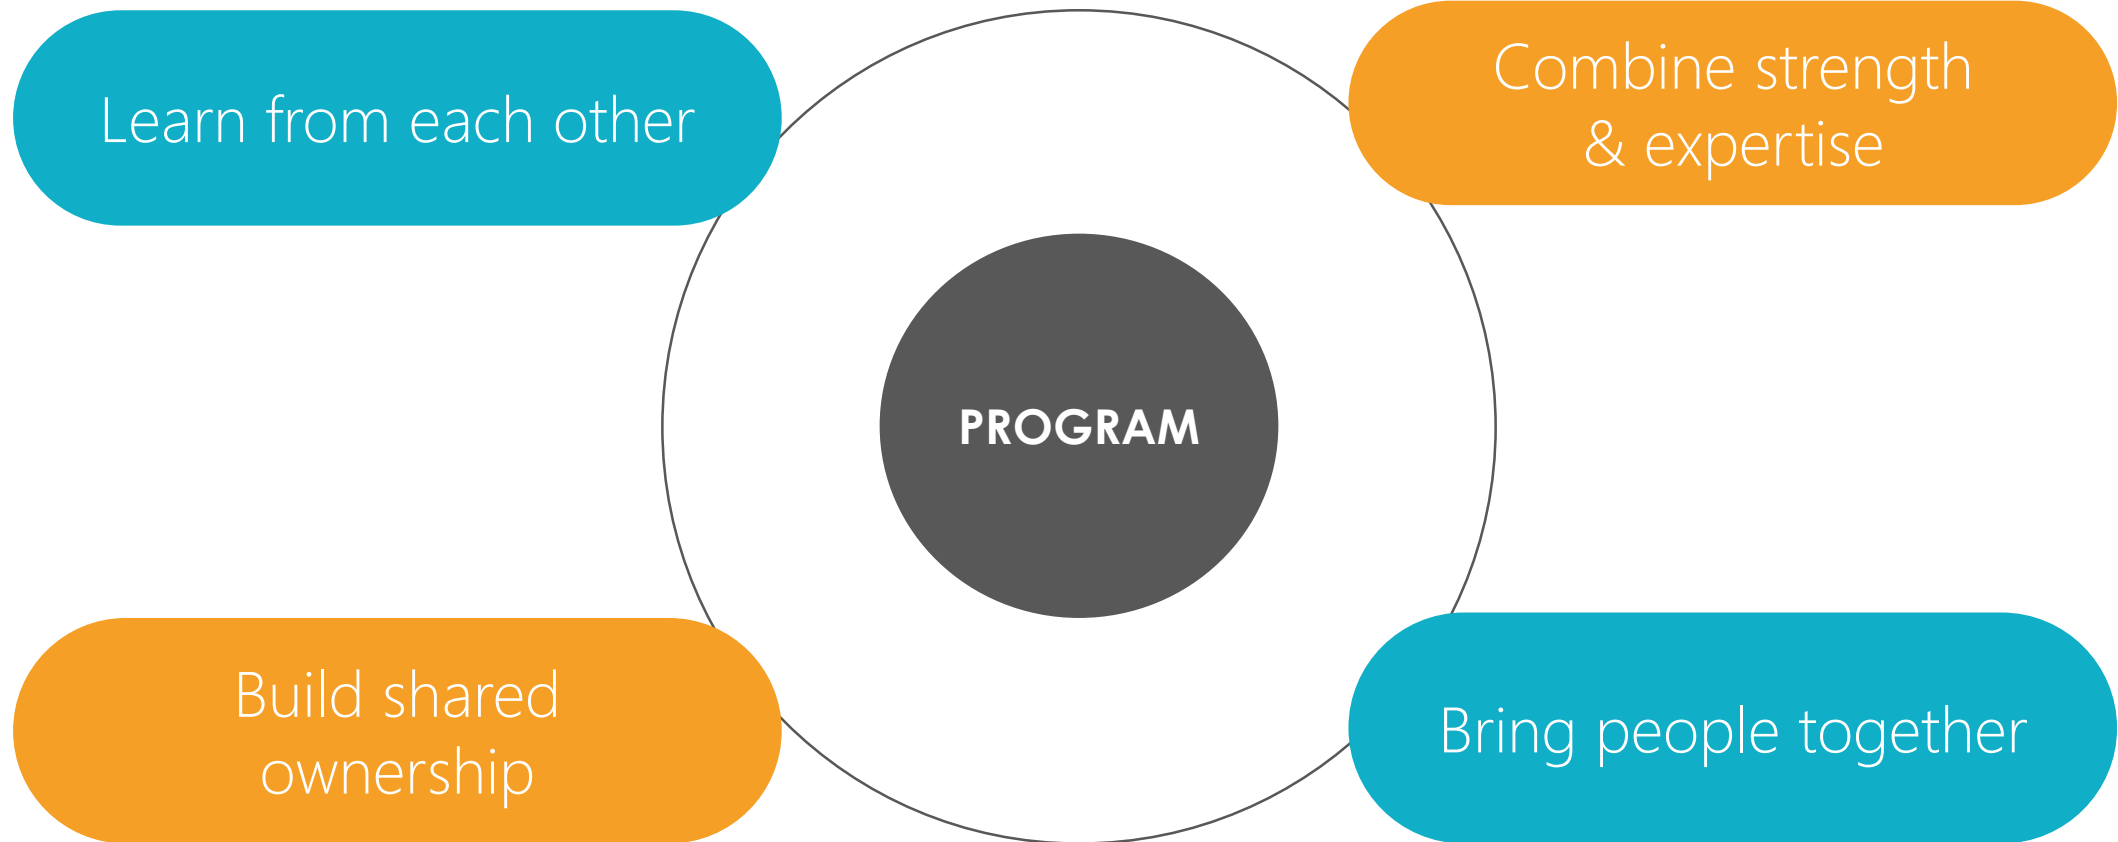 Learn from each other
Combine strength
& expertise
PROGRAM
Build shared
ownership
Bring people together